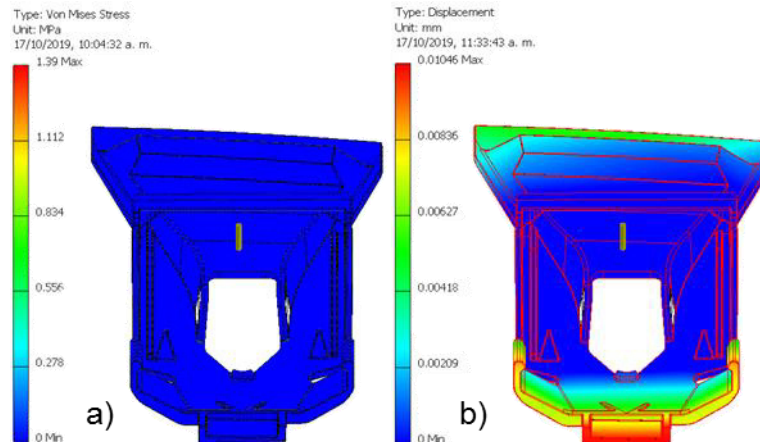 Type: Von Mises Stress
Unit: MPa
17/10/2019, 10:04:32 a. m.
1.39 Max
1.112
0.834
0.556
0.278
0 Min
a)
Type: Displacement
Unit: mm
17/10/2019, 11:33:43 a. m.
0.01046 Max
0.00836
0.00627
0.00418
0.00209
0 Min
b)